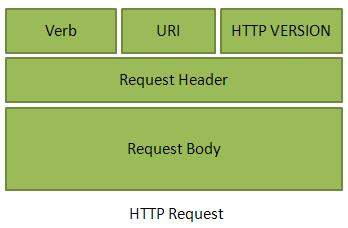 Verb URI HTTP VERSION
Request Header
Request Body
HTTP Request